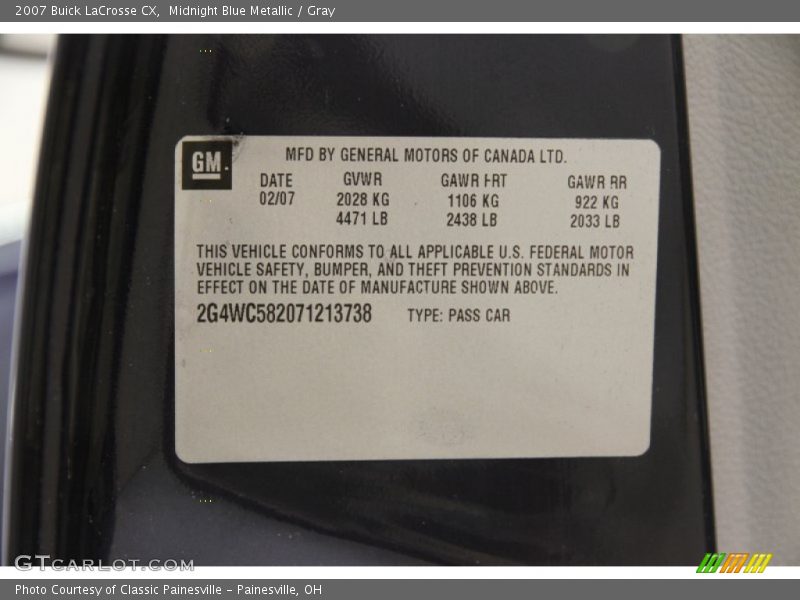 2007 Buick LaCrosse CX,  Midnight Blue Metallic / Gray
GM
MFD BY GENERAL MOTORS OF CANADA LTD.
DATE GVWR GAWR FRT GAWR RR
02/07 2028 KG 1106 KG 922 KG
4471 LB 2438 LB 2033 LB
THIS VEHICLE CONFORMS TO ALL APPLICABLE U.S. FEDERAL MOTOR
VEHICLE SAFETY, BUMPER, AND THEFT PREVENTION STANDARDS IN
EFFECT ON THE DATE OF MANUFACTURE SHOWN ABOVE.
2G4WC582071213738 TYPE: PASS CAR
GTCARLOT.COM
Photo Courtesy of Classic Painesville – Painesville, OH